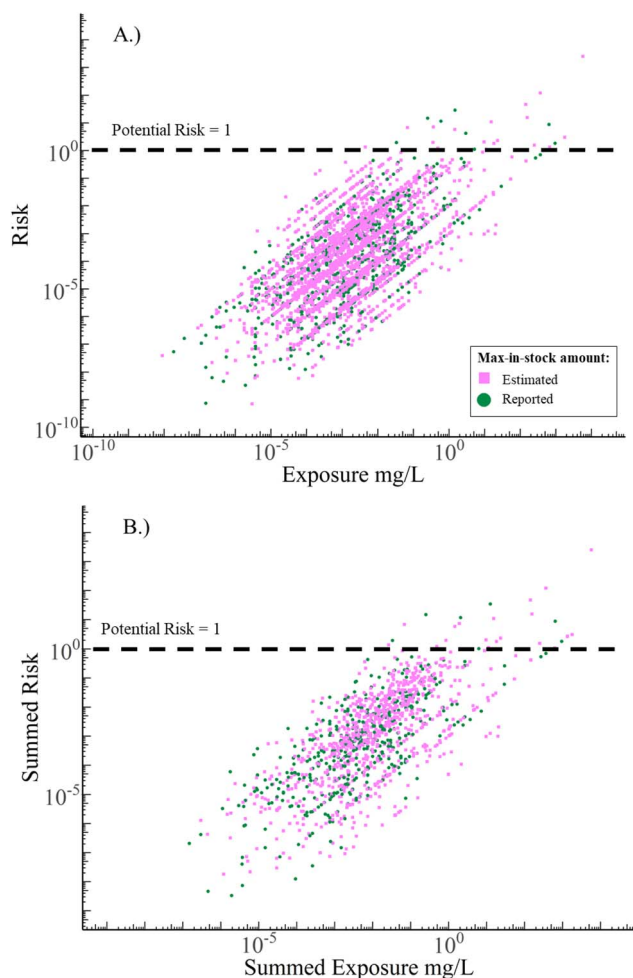 A.)
Potential Risk = 1
Risk
10^0
10^-5
10^-10
Max-in-stock amount:
Estimated
Reported
10^-10
10^-5
10^0
Exposure mg/L
B.)
Potential Risk = 1
Summed Risk
10^0
10^-5
10^-5
10^0
Summed Exposure mg/L